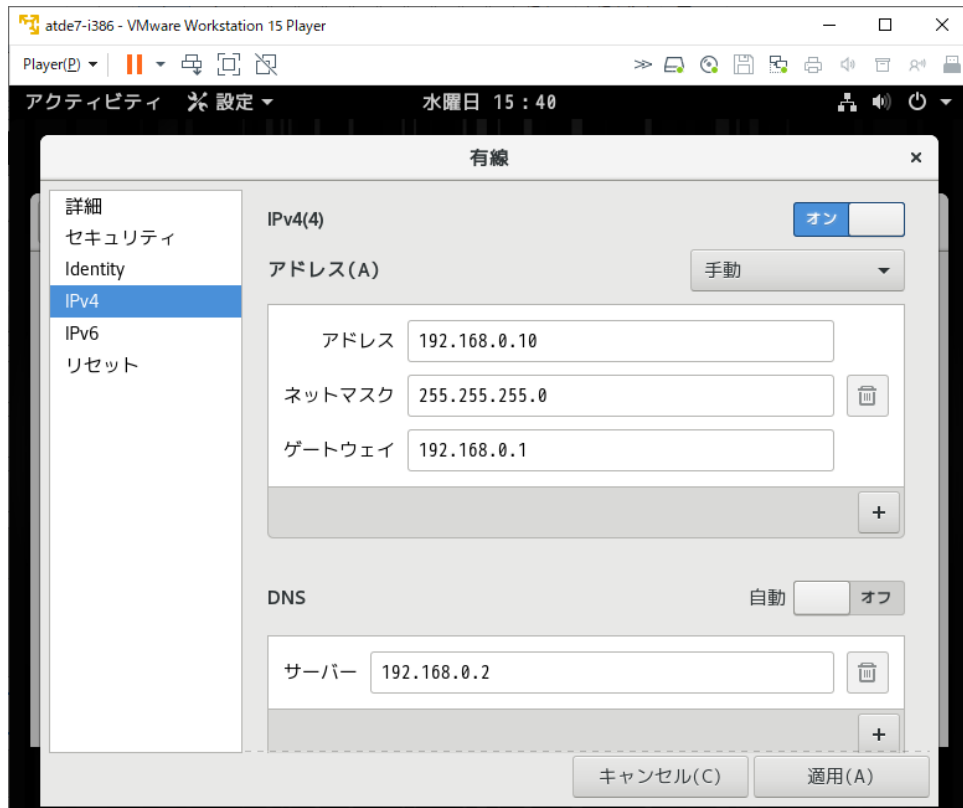 atde7-i386 - VMware Workstation 15 Player
Player(P)
アクティビティ 設定 水曜日 15：40
有線
詳細
セキュリティ
Identity
IPv4
IPv6
リセット
IPv4(4) オン
アドレス(A) 手動
アドレス 192.168.0.10
ネットマスク 255.255.255.0
ゲートウェイ 192.168.0.1
+
DNS 自動 オフ
サーバー 192.168.0.2
+
キャンセル(C) 適用(A)